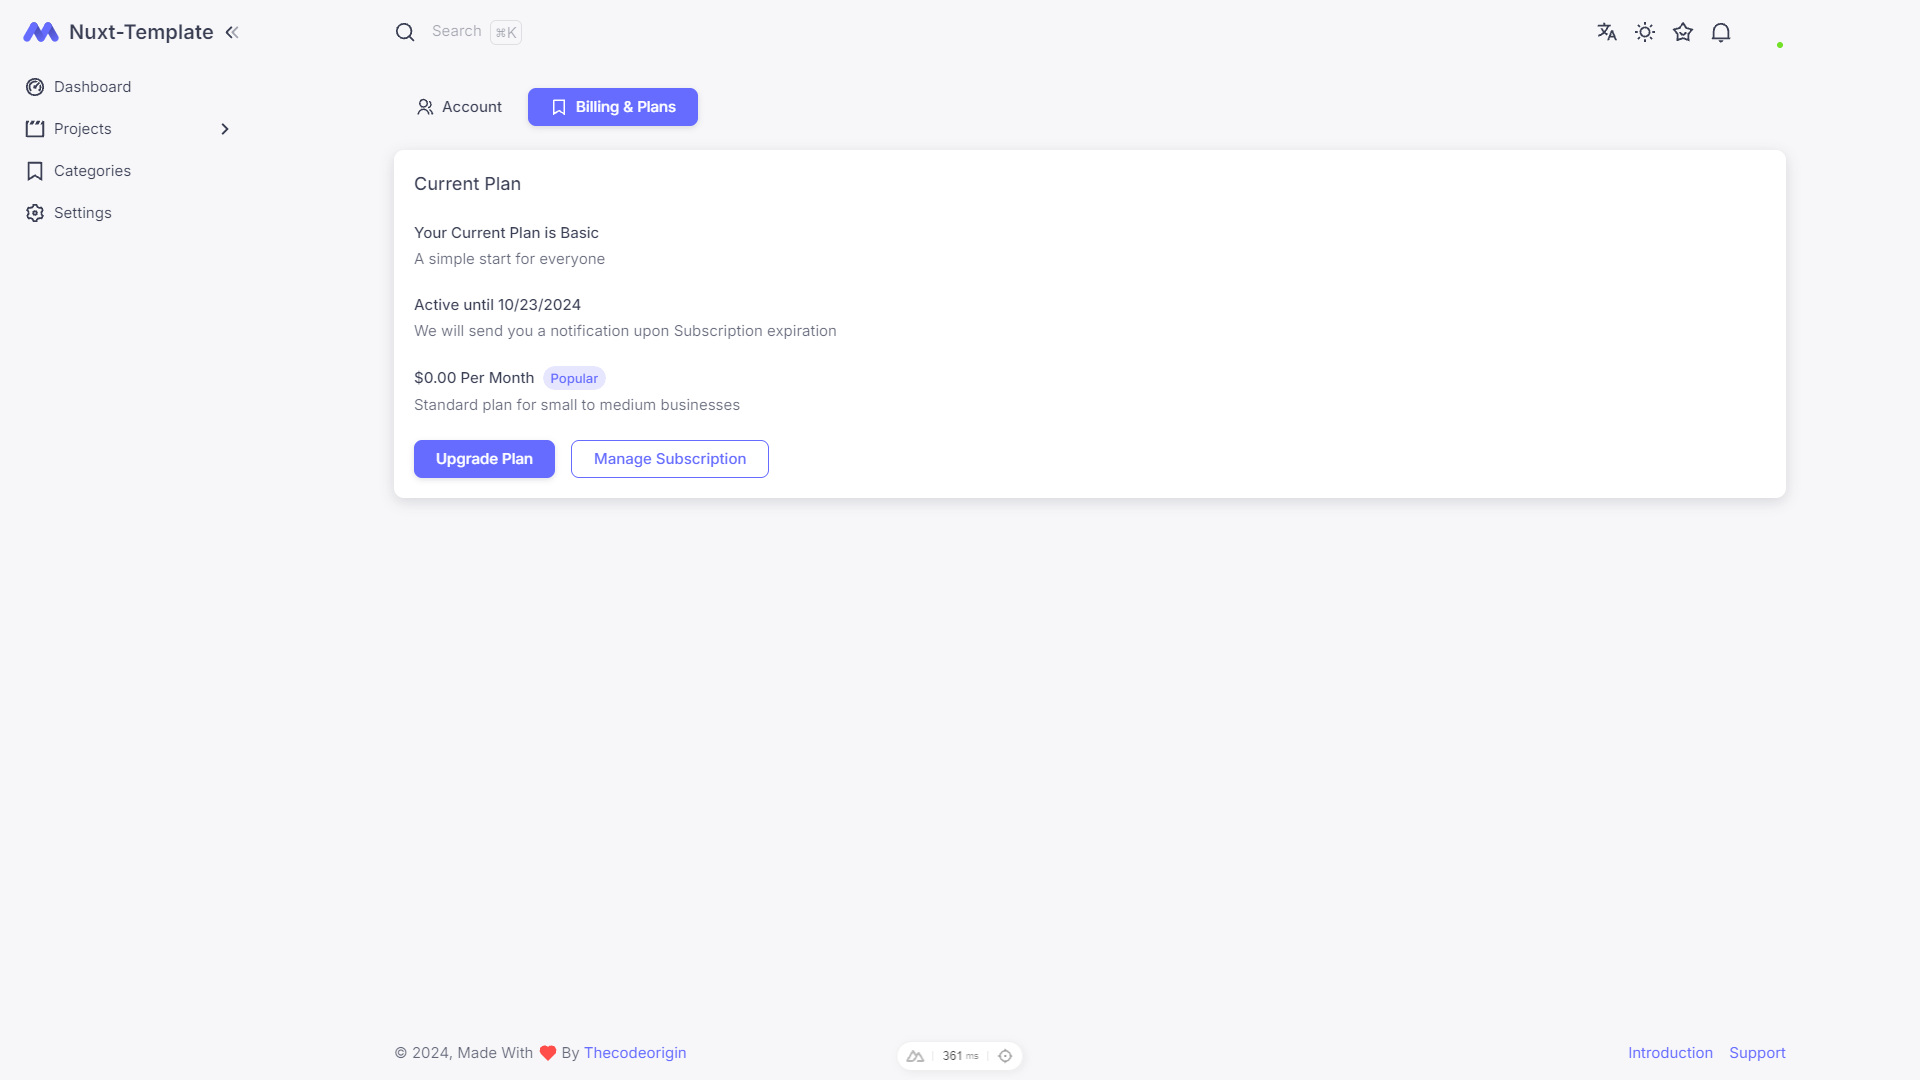 Nuxt-Template
Search ⌘K
Dashboard
Projects
Categories
Settings
Account
Billing & Plans
Current Plan
Your Current Plan is Basic
A simple start for everyone
Active until 10/23/2024
We will send you a notification upon Subscription expiration
$0.00 Per Month Popular
Standard plan for small to medium businesses
Upgrade Plan
Manage Subscription
© 2024, Made With ❤ By Thecodeorigin
361 ms
Introduction
Support